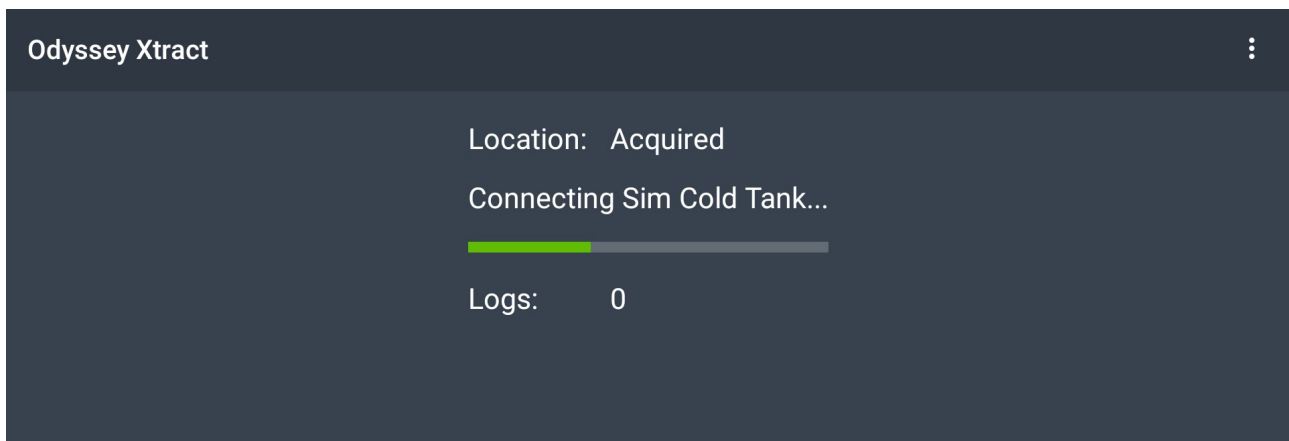 Odyssey Xtract
Location: Acquired
Connecting Sim Cold Tank...
Logs: 0